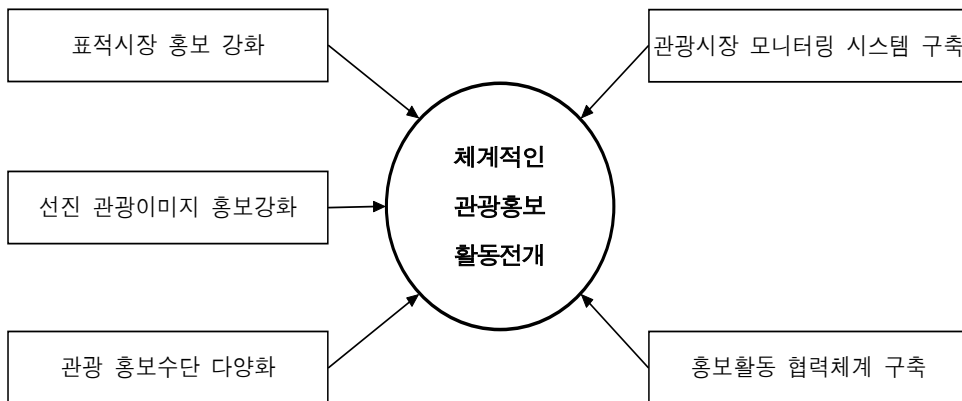 표적시장 홍보 강화
관광시장 모니터링 시스템 구축
체계적인
관광홍보
활동전개
선진 관광이미지 홍보강화
관광 홍보수단 다양화
홍보활동 협력체계 구축